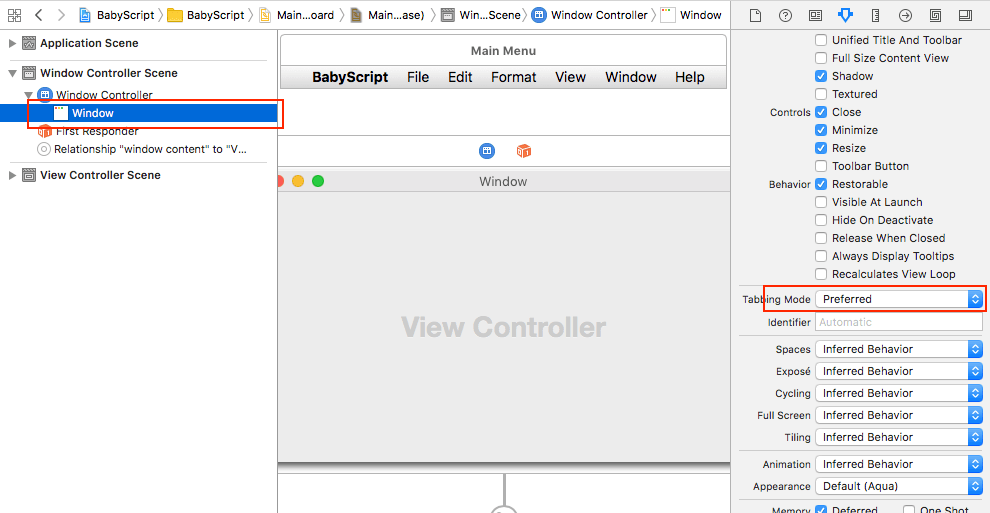 BabyScript BabyScript Main....oard Main....ase) Win...Scene) Window Controller Window
Application Scene
Window Controller Scene
Window Controller
Window
First Responder
Relationship "window content" to "V...
View Controller Scene
Main Menu
BabyScript File Edit Format View Window Help
Window
View Controller
Unified Title And Toolbar
Full Size Content View
Shadow
Textured
Controls Close
Minimize
Resize
Toolbar Button
Behavior Restorable
Visible At Launch
Hide On Deactivate
Release When Closed
Always Display Tooltips
Recalculates View Loop
Tabbing Mode Preferred
Identifier Automatic
Spaces Inferred Behavior
Exposé Inferred Behavior
Cycling Inferred Behavior
Full Screen Inferred Behavior
Tiling Inferred Behavior
Animation Inferred Behavior
Appearance Default (Aqua)
Memory Deferred One Shot